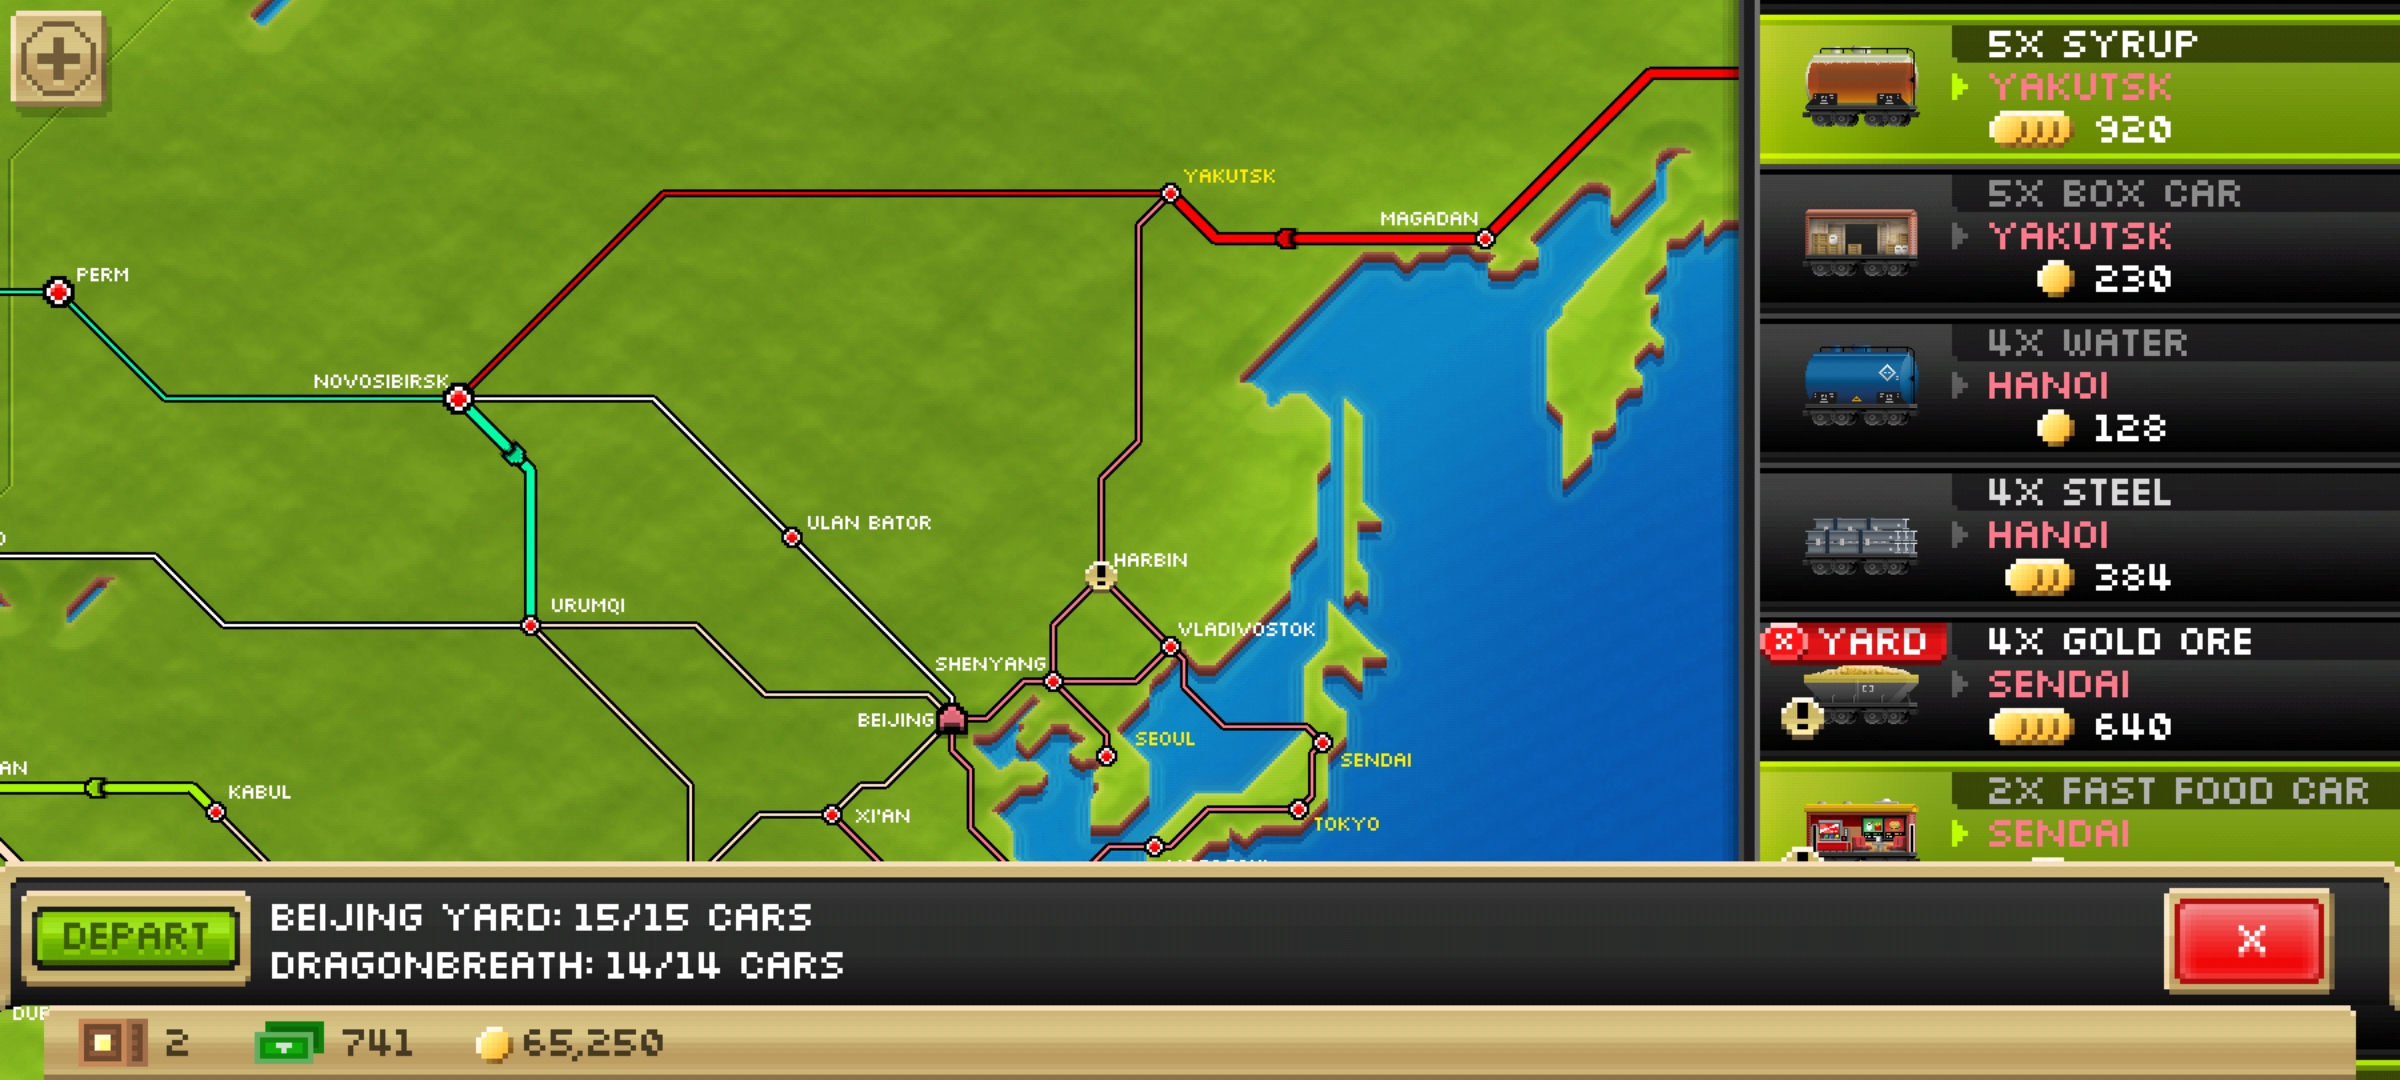 YAKUTSK
MAGADAN
PERM
NOVOSIBIRSK
ULAN BATOR
HARBIN
URUMQI
VLADIVOSTOK
SHENYANG
BEIJING
SEOUL
SENDAI
AN
KABUL
XI'AN
TOKYO
5X SYRUP
YAKUTSK
920
5X BOX CAR
YAKUTSK
230
4X WATER
HANOI
128
4X STEEL
HANOI
384
YARD
4X GOLD ORE
SENDAI
640
2X FAST FOOD CAR
SENDAI
DEPART
BEIJING YARD: 15/15 CARS
DRAGONBREATH: 14/14 CARS
X
DUB
2
741
65,250